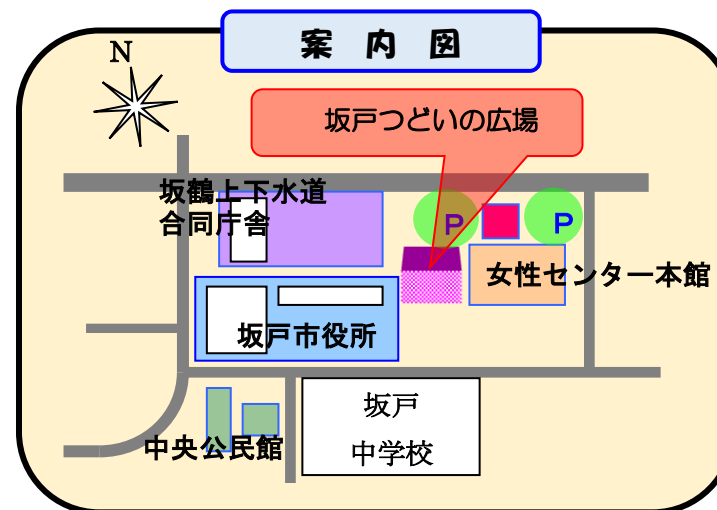 案内図
N
坂戸つどいの広場
坂鶴上下水道
合同庁舎
P
P
女性センター本館
坂戸市役所
坂戸
中学校
中央公民館